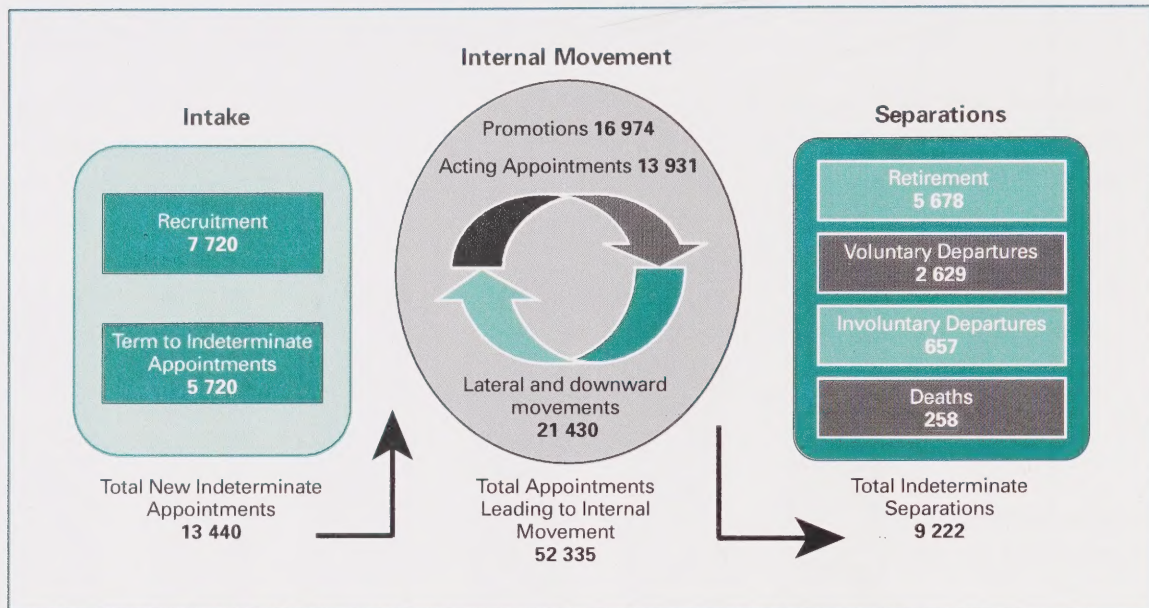 Intake
Recruitment
7 720
Term to Indeterminate
Appointments
5 720
Total New Indeterminate
Appointments
13 440
Internal Movement
Promotions 16 974
Acting Appointments 13 931
Lateral and downward
movements
21 430
Total Appointments
Leading to Internal
Movement
52 335
Separations
Retirement
5 678
Voluntary Departures
2 629
Involuntary Departures
657
Deaths
258
Total Indeterminate
Separations
9 222